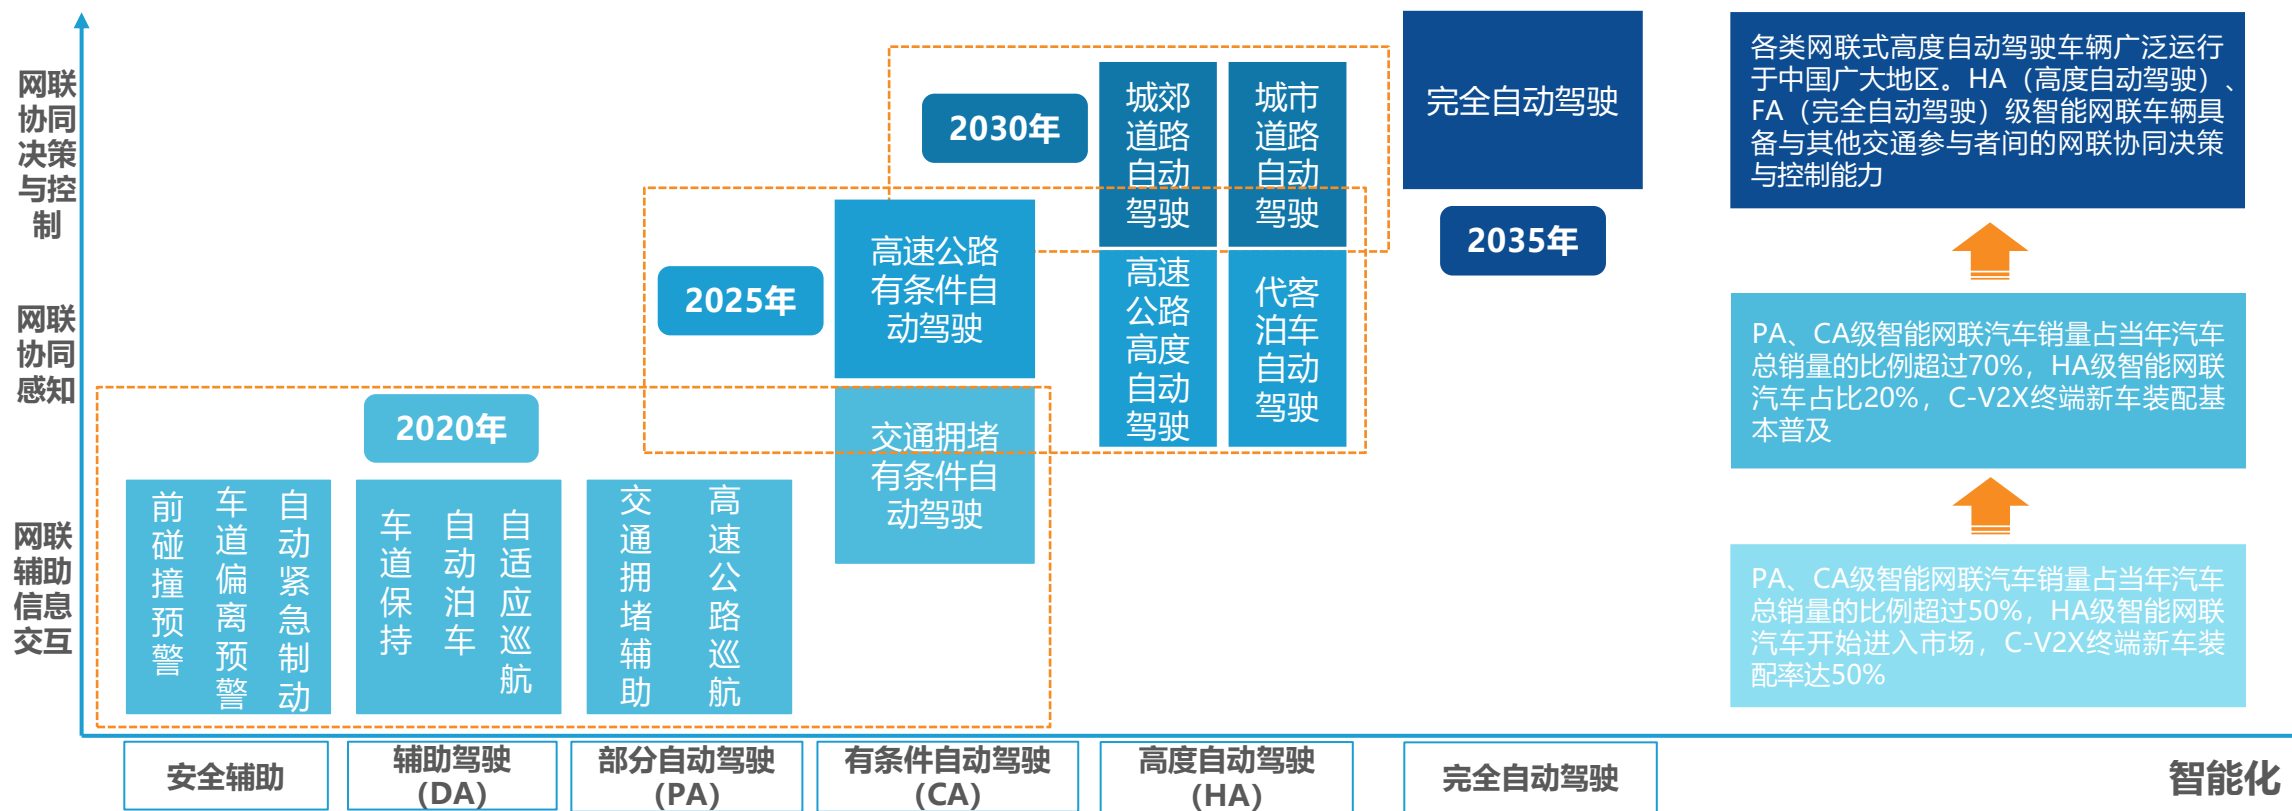 网联
协同
决策
与控
制
网联
协同
感知
网联
辅助
信息
交互
2020年
前碰撞预警
车道偏离预警
自动紧急制动
车道保持
自动泊车
自适应巡航
交通拥堵辅助
高速公路巡航
交通拥堵
有条件自
动驾驶
2025年
高速公路
有条件自
动驾驶
高速
公路
高度
自动
驾驶
代客
泊车
自动
驾驶
2030年
城郊
道路
自动
驾驶
城市
道路
自动
驾驶
完全自动驾驶
2035年
安全辅助
辅助驾驶
（DA）
部分自动驾驶
（PA）
有条件自动驾驶
（CA）
高度自动驾驶
（HA）
完全自动驾驶
智能化
各类网联式高度自动驾驶车辆广泛运行
于中国广大地区。HA（高度自动驾驶）、
FA（完全自动驾驶）级智能网联车辆具
备与其他交通参与者间的网联协同决策
与控制能力
PA、CA级智能网联汽车销量占当年汽车
总销量的比例超过70%，HA级智能网联
汽车占比20%，C-V2X终端新车装配基
本普及
PA、CA级智能网联汽车销量占当年汽车
总销量的比例超过50%，HA级智能网联
汽车开始进入市场，C-V2X终端新车装
配率达50%